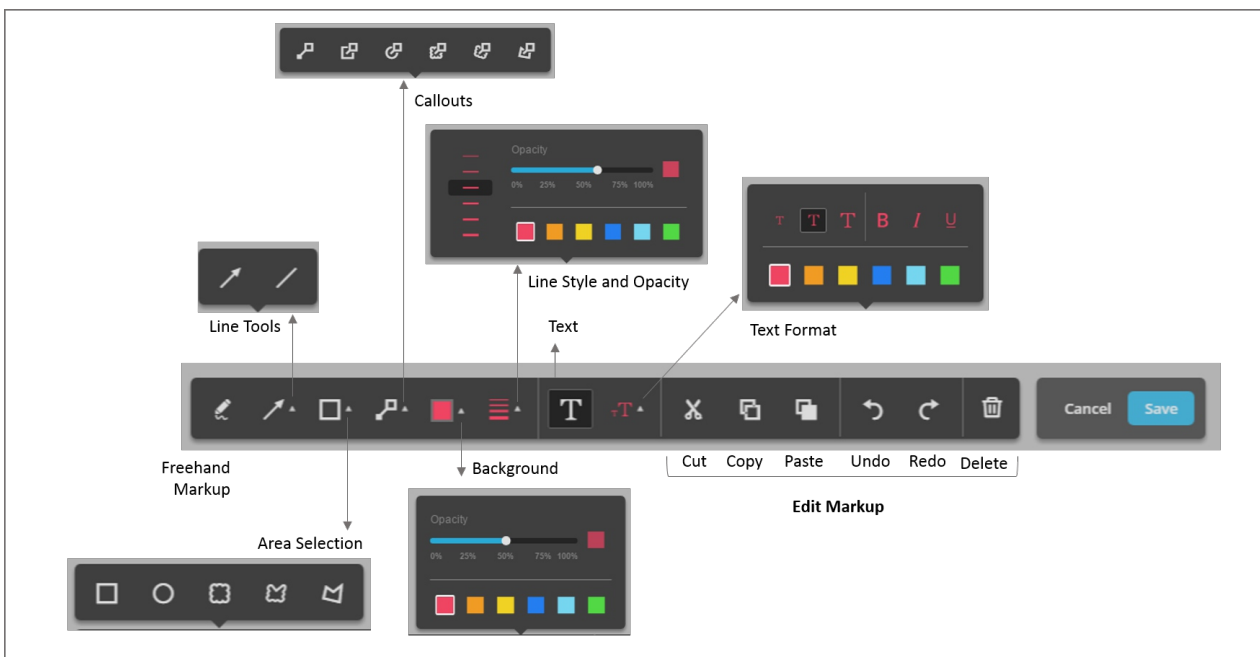 Callouts
Opacity
0% 25% 50% 75% 100%
Line Style and Opacity
T T T B I U
Text Format
Line Tools
Text
T TT
Cancel Save
Freehand
Markup
Background
Cut Copy Paste Undo Redo Delete
Edit Markup
Area Selection
Opacity
0% 25% 50% 75% 100%